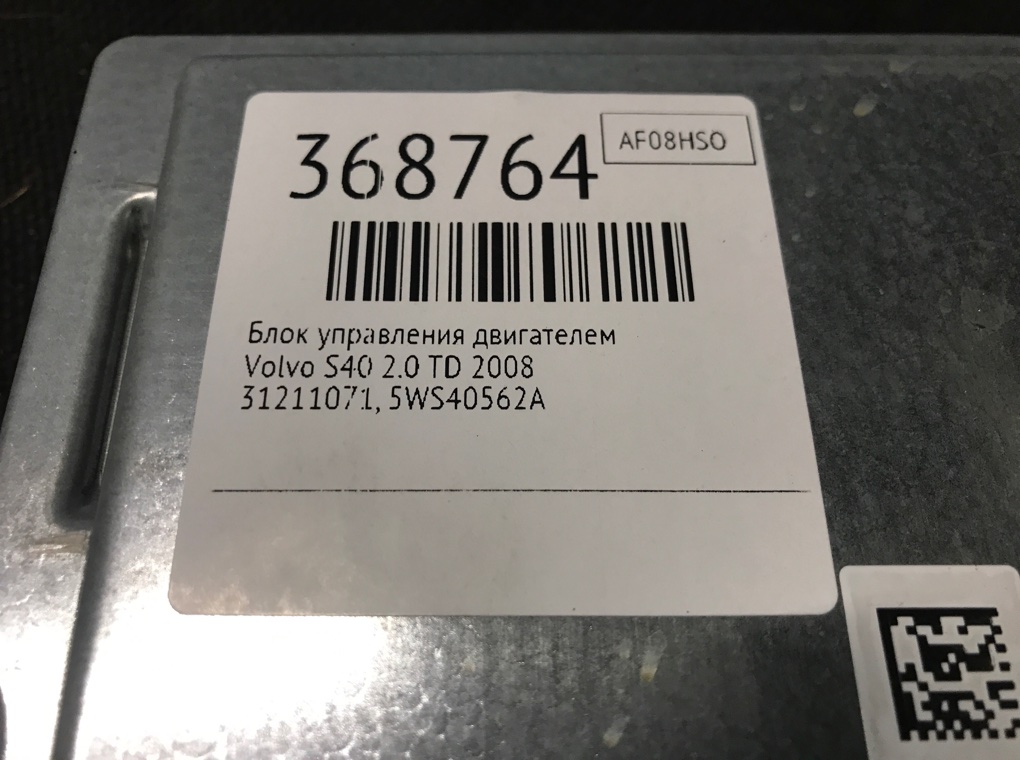 368764
AF08HSO
Блок управления двигателем
Volvo S40 2.0 TD 2008
31211071, 5WS40562A